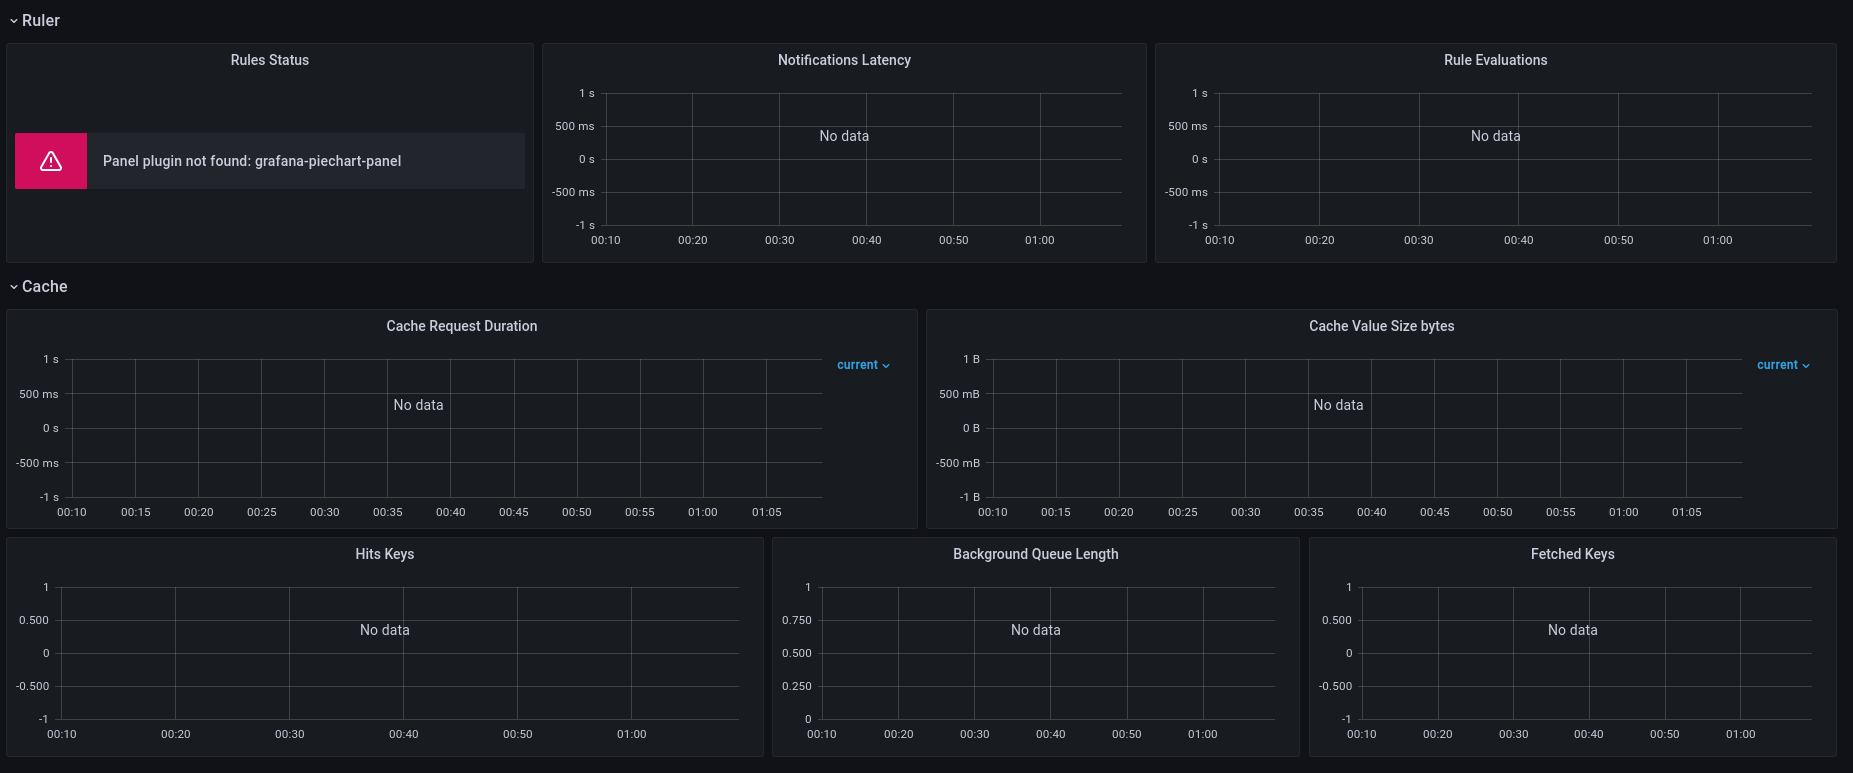 Ruler
Rules Status
Panel plugin not found: grafana-piechart-panel
Notifications Latency
1 s
500 ms
0 s
-500 ms
-1 s
No data
00:10 00:20 00:30 00:40 00:50 01:00
Rule Evaluations
1 s
500 ms
0 s
-500 ms
-1 s
No data
00:10 00:20 00:30 00:40 00:50 01:00
Cache
Cache Request Duration
1 s
500 ms
0 s
-500 ms
-1 s
No data
current
00:10 00:15 00:20 00:25 00:30 00:35 00:40 00:45 00:50 00:55 01:00 01:05
Cache Value Size bytes
1 B
500 mB
0 B
-500 mB
-1 B
No data
current
00:10 00:15 00:20 00:25 00:30 00:35 00:40 00:45 00:50 00:55 01:00 01:05
Hits Keys
1
0.500
0
-0.500
-1
No data
00:10 00:20 00:30 00:40 00:50 01:00
Background Queue Length
1
0.750
0.500
0.250
0
No data
00:10 00:20 00:30 00:40 00:50 01:00
Fetched Keys
1
0.500
0
-0.500
-1
No data
00:10 00:20 00:30 00:40 00:50 01:00